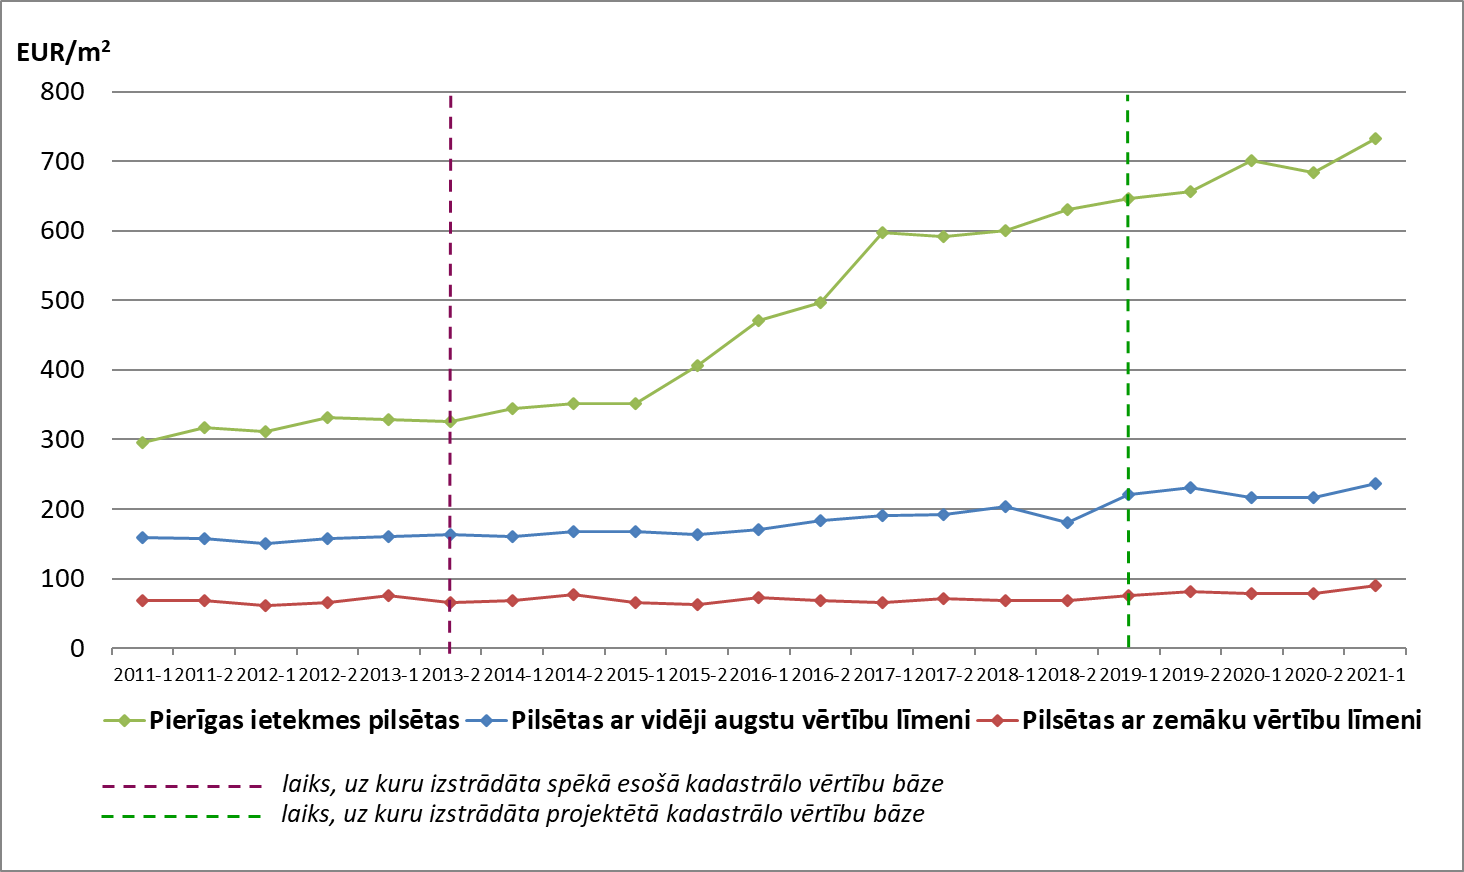 EUR/m²
800
700
600
500
400
300
200
100
0
2011-1 2011-2 2012-1 2012-2 2013-1 2013-2 2014-1 2014-2 2015-1 2015-2 2016-1 2016-2 2017-1 2017-2 2018-1 2018-2 2019-1 2019-2 2020-1 2020-2 2021-1
Pierīgas ietekmes pilsētas Pilsētas ar vidēji augstu vērtību līmeni Pilsētas ar zemāku vērtību līmeni
laiks, uz kuru izstrādāta spēkā esošā kadastrālo vērtību bāze
laiks, uz kuru izstrādāta projektētā kadastrālo vērtību bāze